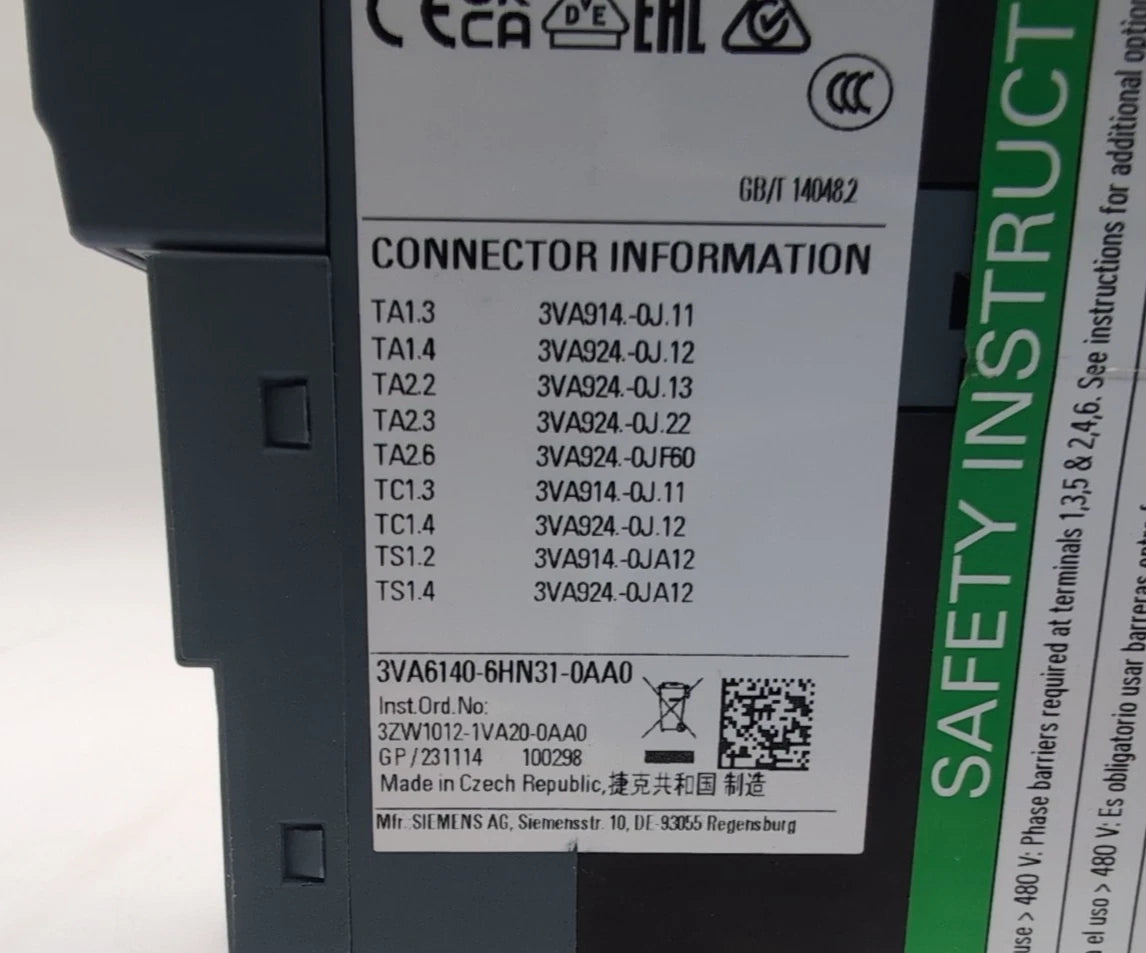 CE UKCA DVE EAC
CCC
GB/T 14048.2
CONNECTOR INFORMATION
TA1.3 3VA914.-0J.11
TA1.4 3VA924.-0J.12
TA2.2 3VA924.-0J.13
TA2.3 3VA924.-0J.22
TA2.6 3VA924.-0JF60
TC1.3 3VA914.-0J.11
TC1.4 3VA924.-0J.12
TS1.2 3VA914.-0JA12
TS1.4 3VA924.-0JA12
3VA6140-6HN31-0AA0
Inst.Ord.No:
3ZW1012-1VA20-0AA0
GP/231114 100298
Made in Czech Republic,捷克共和国 制造
Mfr.:SIEMENS AG, Siemensstr. 10, DE-93055 Regensburg
SAFETY INSTRUCT
use > 480 V: Phase barriers required at terminals 1,3,5 & 2,4,6. See instructions for additional
el uso > 480 V: Es obligatorio usar barreras